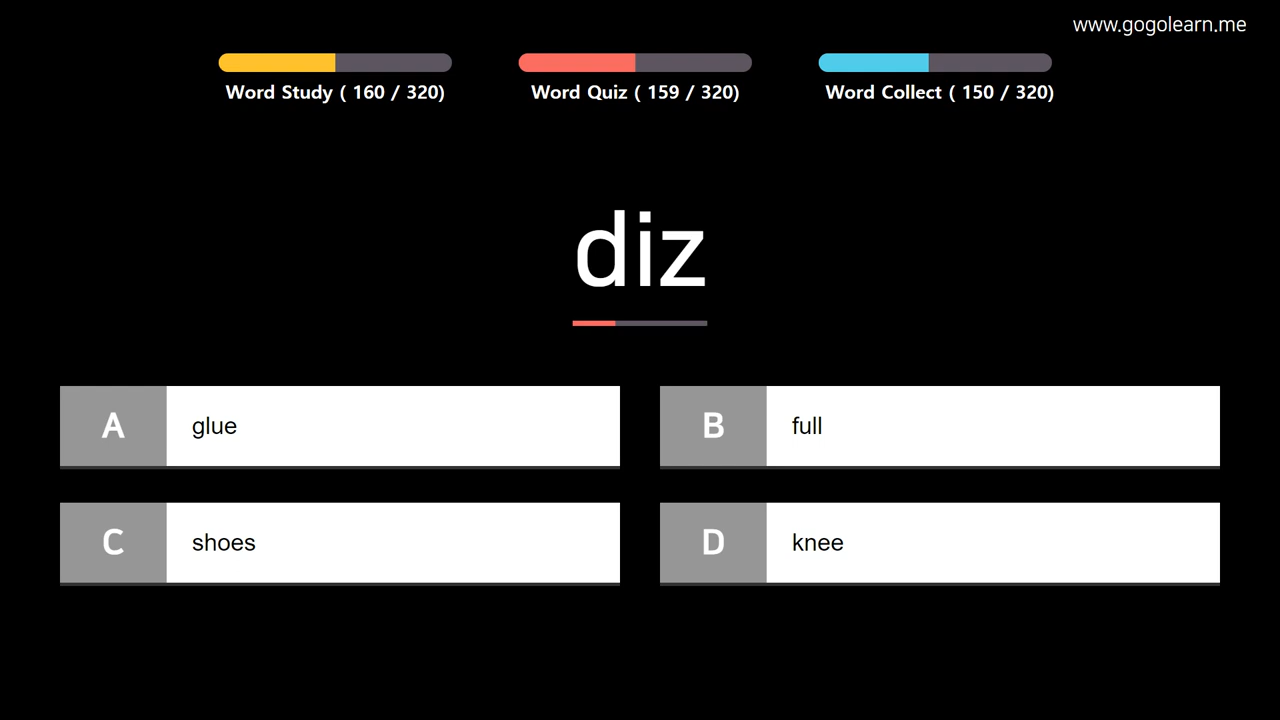 www.gogolearn.me
Word Study ( 160 / 320)
Word Quiz ( 159 / 320)
Word Collect ( 150 / 320)
diz
A glue
B full
C shoes
D knee